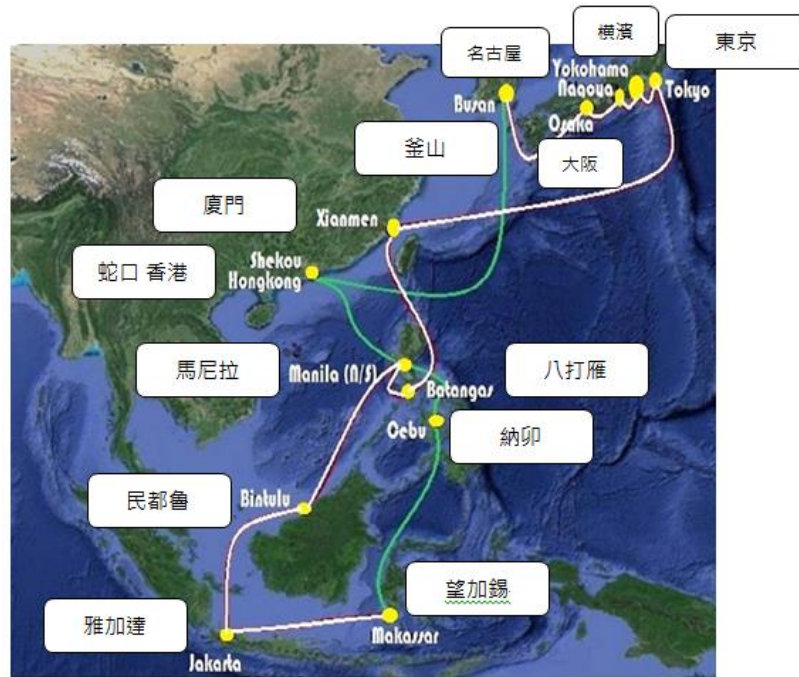 橫濱
東京
名古屋
Yokohama
Nagoya
Tokyo
Busan
Osaka
釜山
大阪
廈門
Xianmen
蛇口 香港
Shekou
Hongkong
馬尼拉
Manila (N/S)
八打雁
Batangas
Cebu
納卯
民都魯
Bintulu
望加錫
雅加達
Makassar
Jakarta